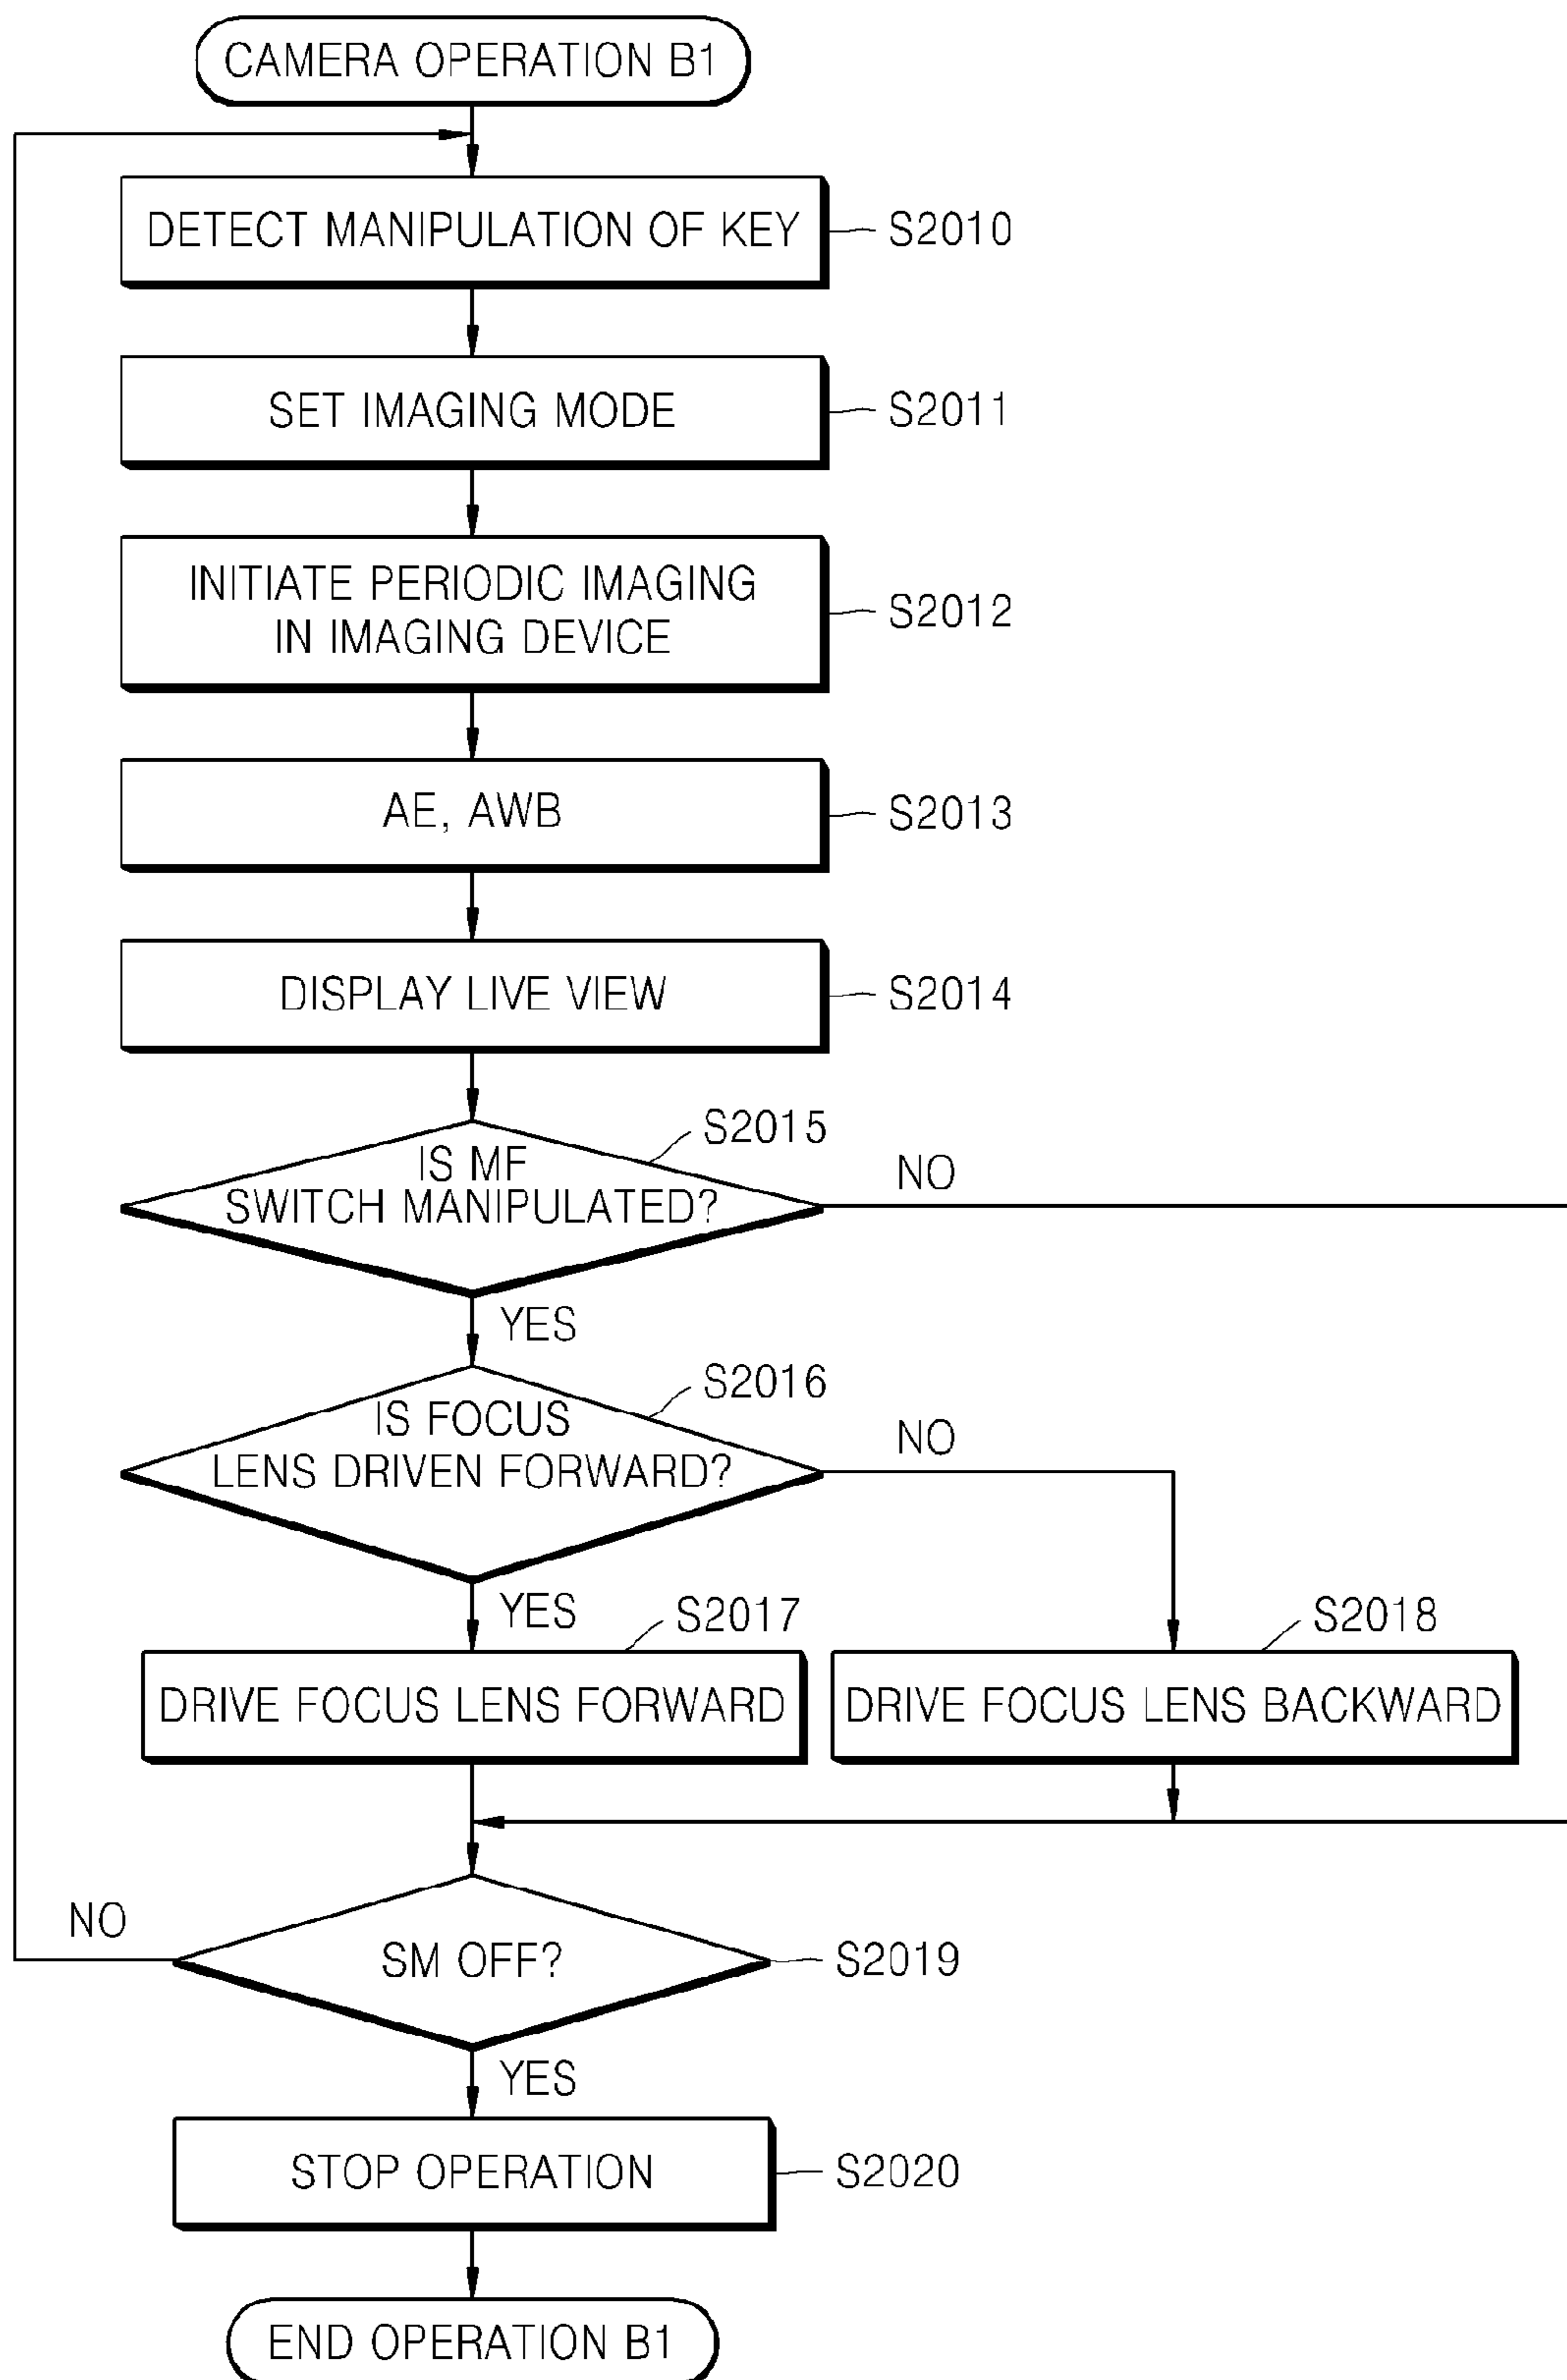 CAMERA OPERATION B1
DETECT MANIPULATION OF KEY
S2010
SET IMAGING MODE
S2011
INITIATE PERIODIC IMAGING
IN IMAGING DEVICE
S2012
AE, AWB
S2013
DISPLAY LIVE VIEW
S2014
S2015
IS MF
SWITCH MANIPULATED?
NO
YES
S2016
IS FOCUS
LENS DRIVEN FORWARD?
NO
YES
S2017
DRIVE FOCUS LENS FORWARD
S2018
DRIVE FOCUS LENS BACKWARD
NO
SM OFF?
S2019
YES
STOP OPERATION
S2020
END OPERATION B1